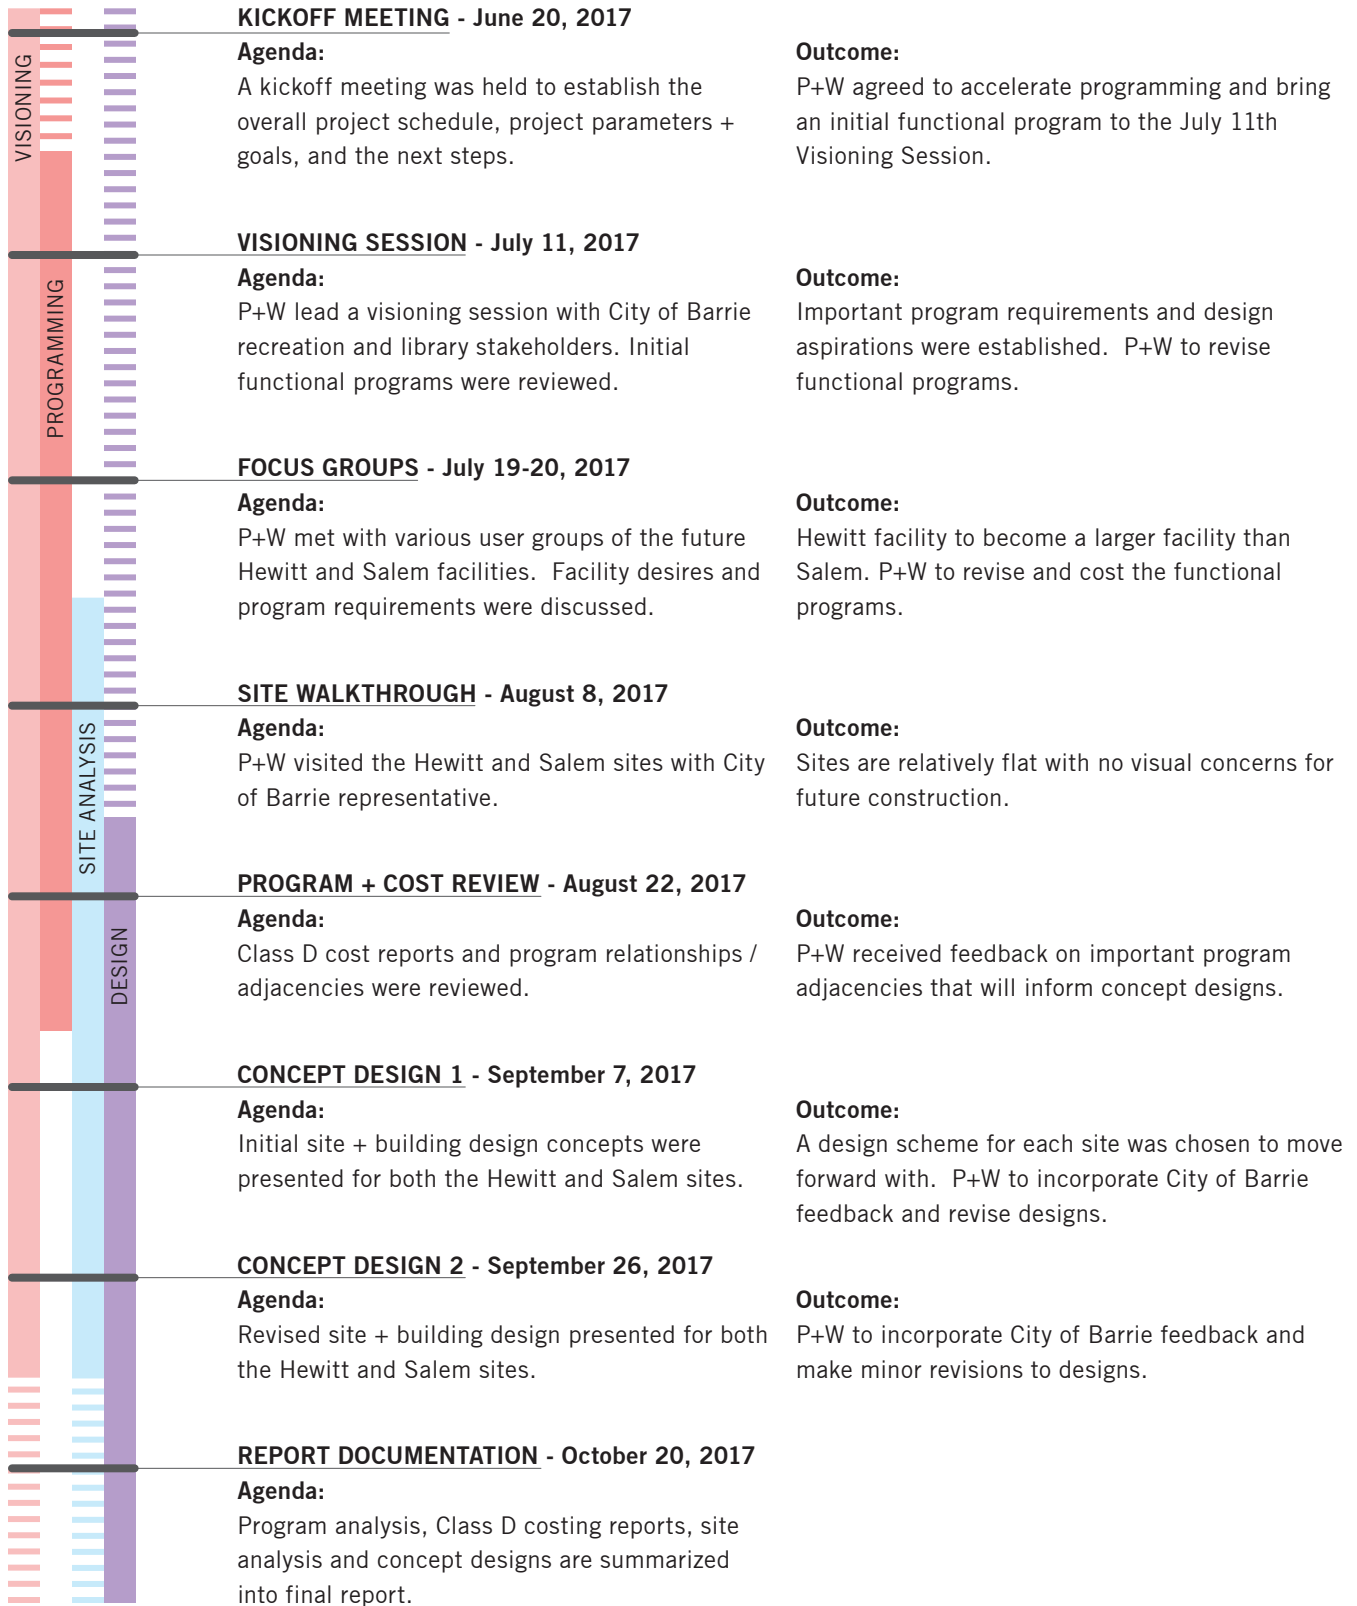 KICKOFF MEETING - June 20, 2017
Agenda:
A kickoff meeting was held to establish the
overall project schedule, project parameters +
goals, and the next steps.
Outcome:
P+W agreed to accelerate programming and bring
an initial functional program to the July 11th
Visioning Session.
VISIONING
VISIONING SESSION - July 11, 2017
Agenda:
P+W lead a visioning session with City of Barrie
recreation and library stakeholders. Initial
functional programs were reviewed.
Outcome:
Important program requirements and design
aspirations were established. P+W to revise
functional programs.
PROGRAMMING
FOCUS GROUPS - July 19-20, 2017
Agenda:
P+W met with various user groups of the future
Hewitt and Salem facilities. Facility desires and
program requirements were discussed.
Outcome:
Hewitt facility to become a larger facility than
Salem. P+W to revise and cost the functional
programs.
SITE WALKTHROUGH - August 8, 2017
Agenda:
P+W visited the Hewitt and Salem sites with City
of Barrie representative.
Outcome:
Sites are relatively flat with no visual concerns for
future construction.
SITE ANALYSIS
PROGRAM + COST REVIEW - August 22, 2017
Agenda:
Class D cost reports and program relationships /
adjacencies were reviewed.
Outcome:
P+W received feedback on important program
adjacencies that will inform concept designs.
DESIGN
CONCEPT DESIGN 1 - September 7, 2017
Agenda:
Initial site + building design concepts were
presented for both the Hewitt and Salem sites.
Outcome:
A design scheme for each site was chosen to move
forward with. P+W to incorporate City of Barrie
feedback and revise designs.
CONCEPT DESIGN 2 - September 26, 2017
Agenda:
Revised site + building design presented for both
the Hewitt and Salem sites.
Outcome:
P+W to incorporate City of Barrie feedback and
make minor revisions to designs.
REPORT DOCUMENTATION - October 20, 2017
Agenda:
Program analysis, Class D costing reports, site
analysis and concept designs are summarized
into final report.